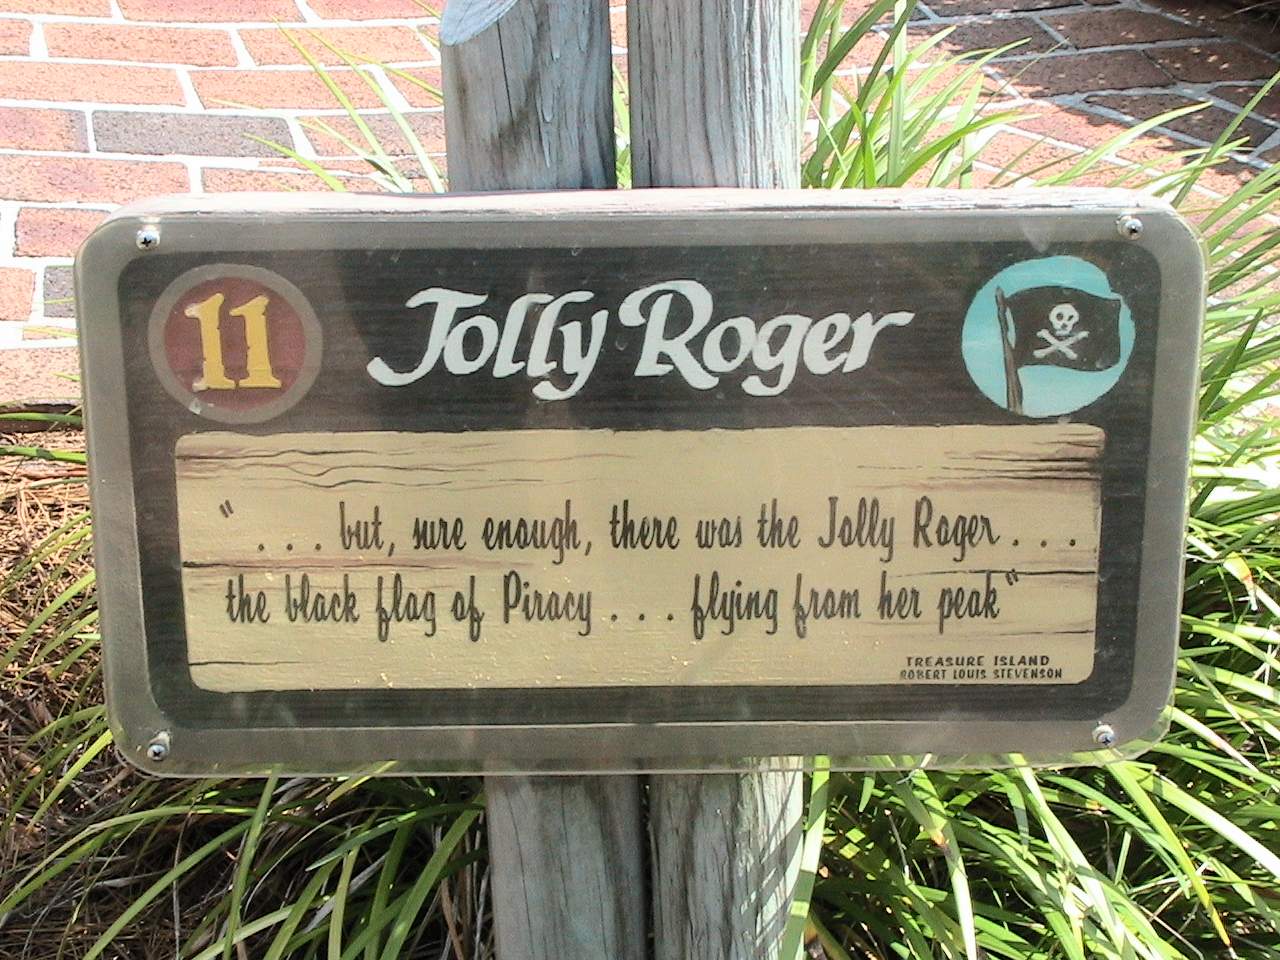 11
Jolly Roger
" . . . but, sure enough, there was the Jolly Roger . . .
the black flag of Piracy . . . flying from her peak"
TREASURE ISLAND
ROBERT LOUIS STEVENSON